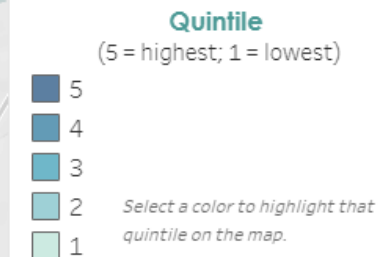 Quintile
(5 = highest; 1 = lowest)
5
4
3
2
Select a color to highlight that
quintile on the map.
1